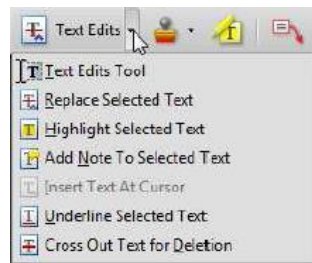 Text Edits
Text Edits Tool
Replace Selected Text
Highlight Selected Text
Add Note To Selected Text
Insert Text At Cursor
Underline Selected Text
Cross Out Text for Deletion